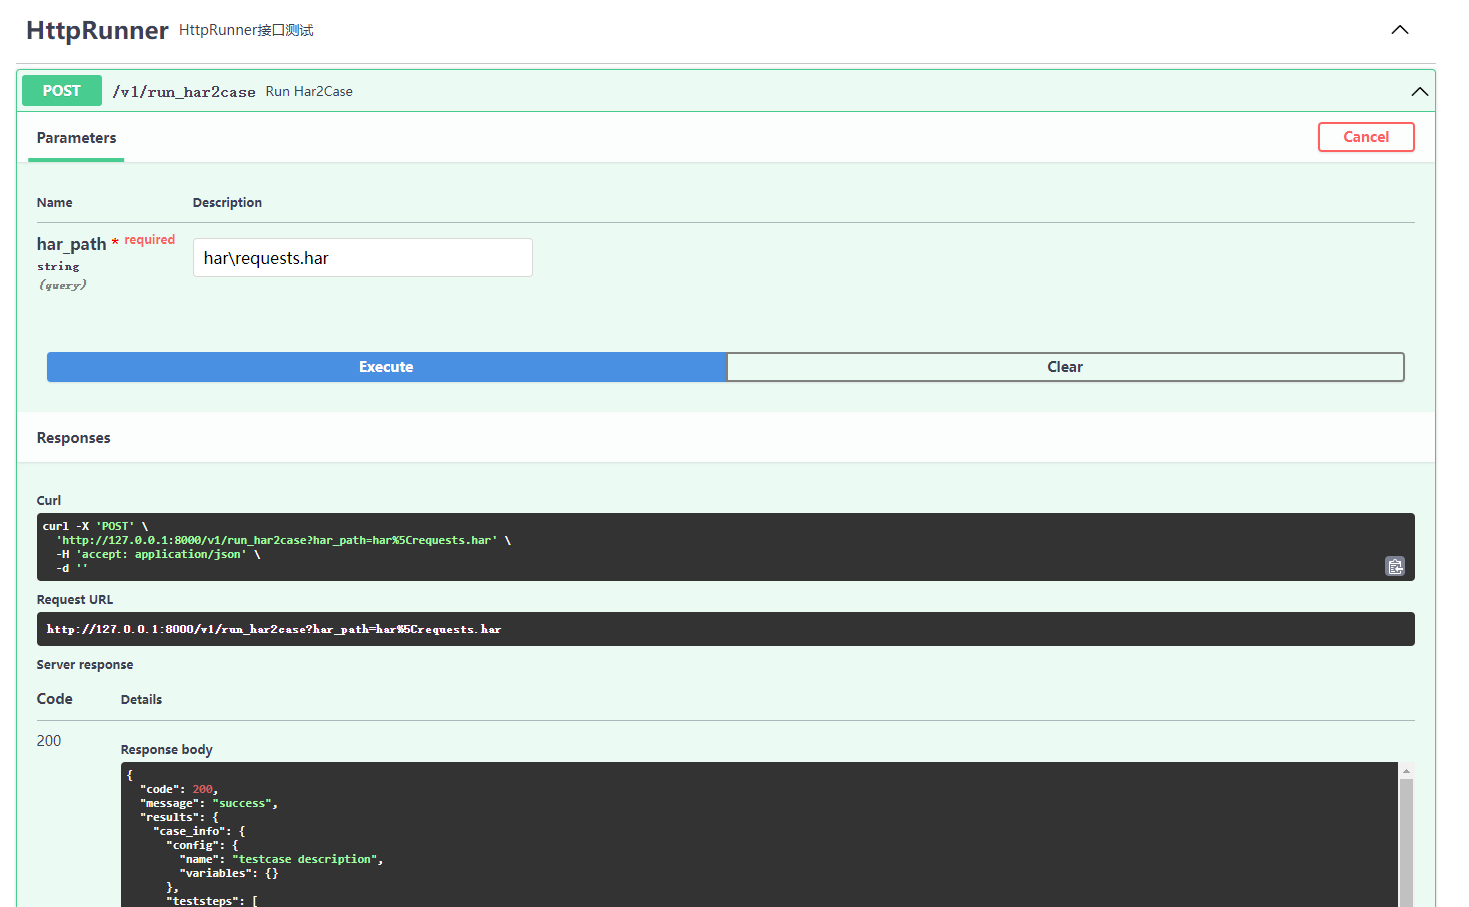 HttpRunner HttpRunner接口测试
POST /v1/run_har2case Run Har2Case
Parameters Cancel
Name Description
har_path * required har\requests.har
string
(query)
Execute Clear
Responses
Curl
curl -X 'POST' \
'http://127.0.0.1:8000/v1/run_har2case?har_path=har%5Crequests.har' \
-H 'accept: application/json' \
-d ''
Request URL
http://127.0.0.1:8000/v1/run_har2case?har_path=har%5Crequests.har
Server response
Code Details
200
Response body
{
"code": 200,
"message": "success",
"results": {
"case_info": {
"config": {
"name": "testcase description",
"variables": {}
},
"teststeps": [